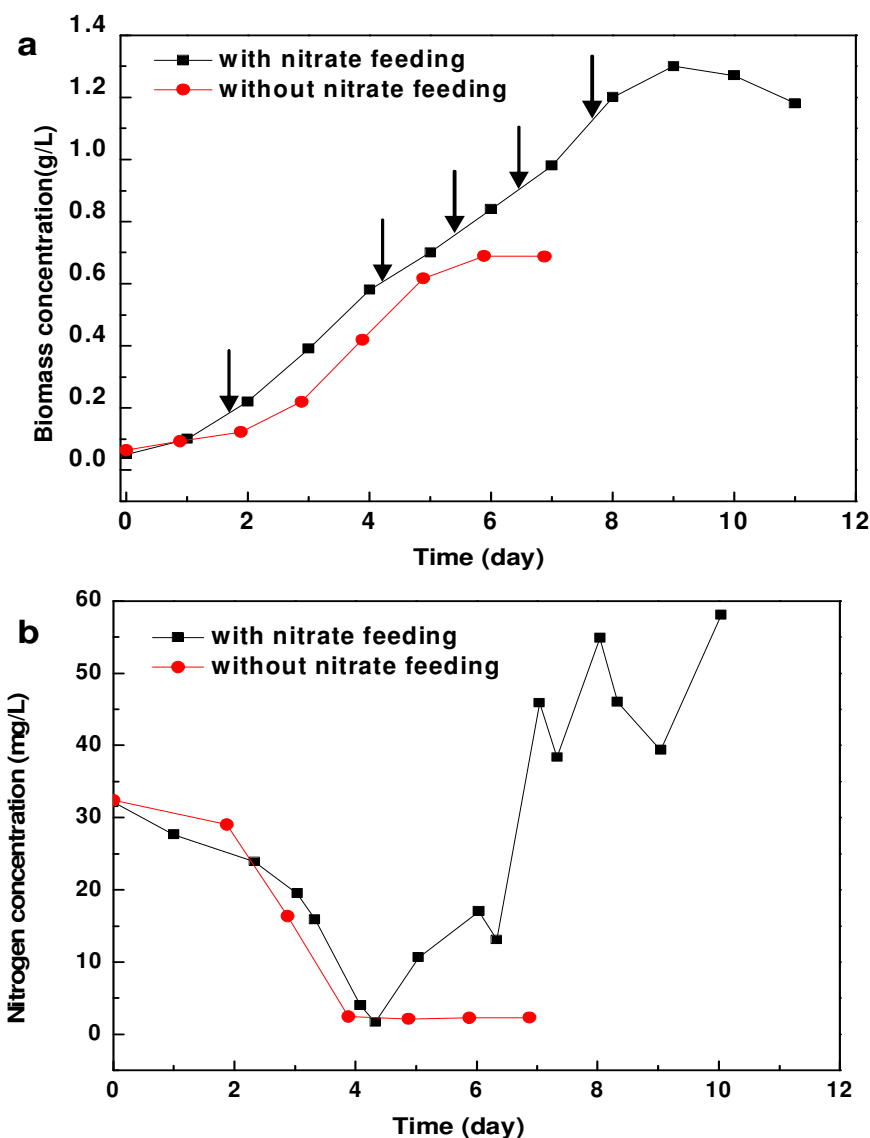 a
with nitrate feeding
without nitrate feeding
1.4
1.2
1.0
0.8
0.6
0.4
0.2
0.0
Biomass concentration(g/L)
0 2 4 6 8 10 12
Time (day)
b
with nitrate feeding
without nitrate feeding
60
50
40
30
20
10
0
Nitrogen concentration (mg/L)
0 2 4 6 8 10 12
Time (day)